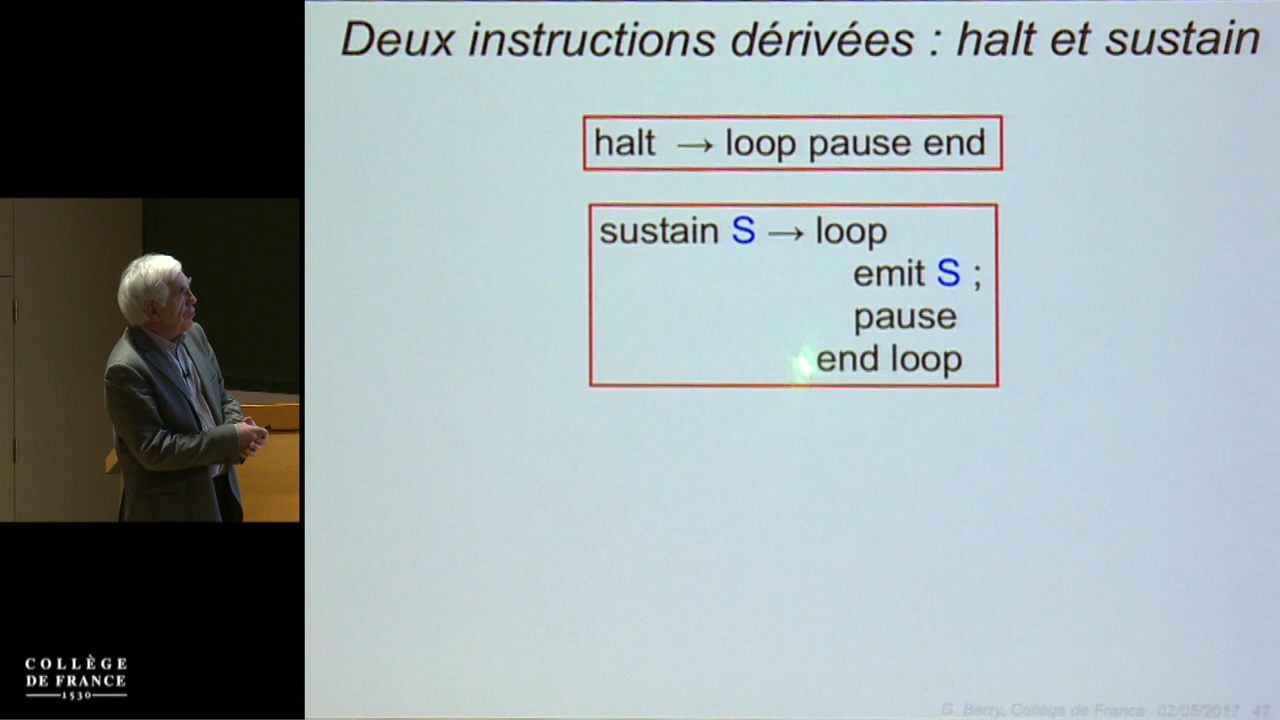 Deux instructions dérivées : halt et sustain
halt → loop pause end
sustain S → loop
emit S ;
pause
end loop
COLLÈGE
DE FRANCE
1530
G. Berry, Collège de France 02/05/2017 47